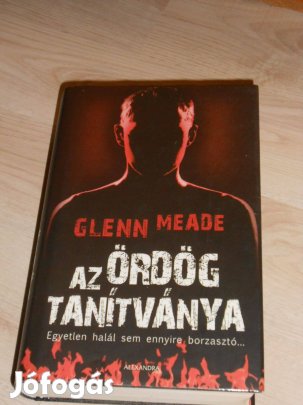 GLENN MEADE
AZ ÖRDÖG
TANÍTVÁNYA
Egyetlen halál sem ennyire borzasztó...
ALEXANDRA
Jófogás